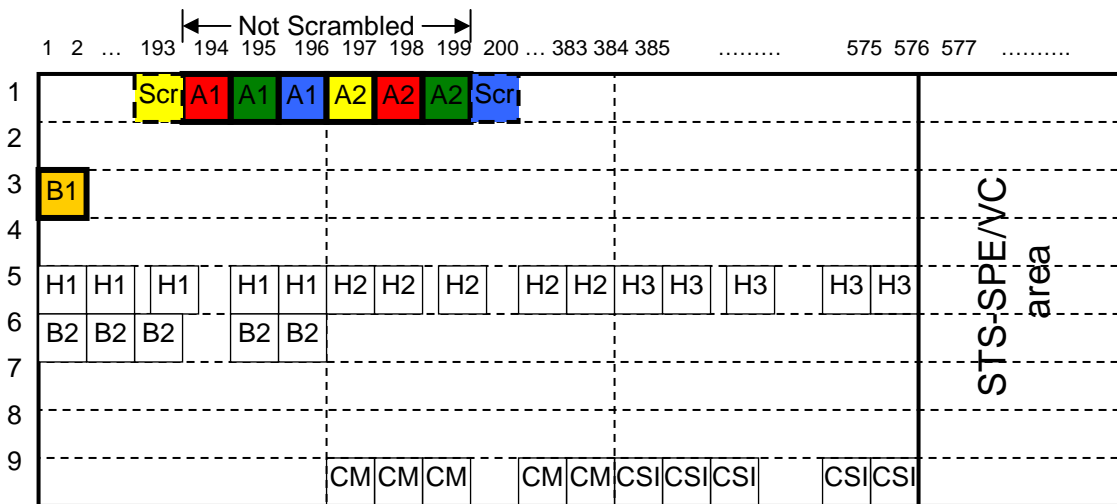 Not Scrambled
1 2 ... 193 194 195 196 197 198 199 200 ... 383 384 385 ......... 575 576 577 ..........
1 Scr A1 A1 A1 A2 A2 A2 Scr
2
3 B1
4
5 H1 H1 H1 H1 H1 H2 H2 H2 H2 H2 H3 H3 H3 H3 H3
6 B2 B2 B2 B2 B2
7
8
9 CM CM CM CM CM CSI CSI CSI CSI CSI
STS-SPE/VC
area